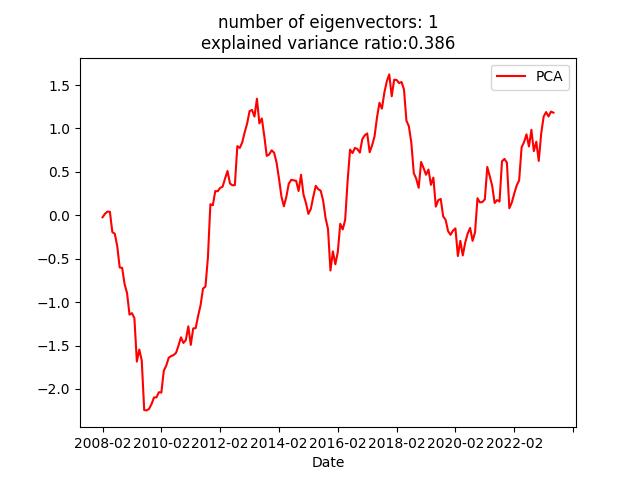 number of eigenvectors: 1
explained variance ratio:0.386
PCA
1.5
1.0
0.5
0.0
−0.5
−1.0
−1.5
−2.0
2008-02 2010-02 2012-02 2014-02 2016-02 2018-02 2020-02 2022-02
Date